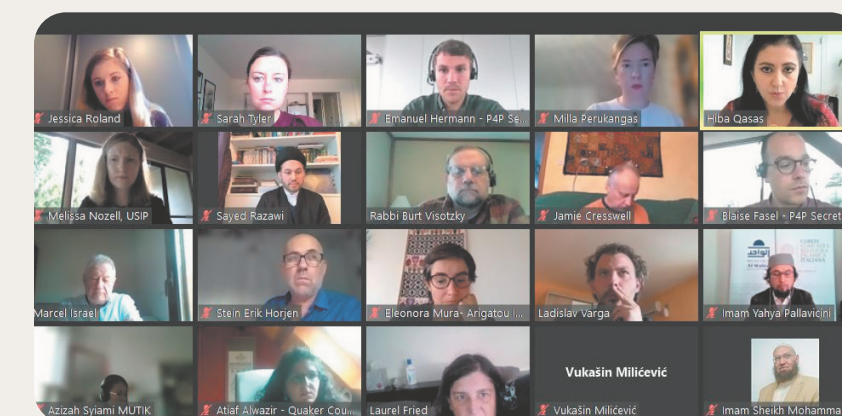 Jessica Roland
Sarah Tyler
Emanuel Hermann - P4P Se...
Milla Perukangas
Hiba Qasas
Melissa Nozell, USIP
Sayed Razawi
Rabbi Burt Visotzky
Jamie Cresswell
Blaise Fasel - P4P Secret
Marcel Israel
Stein Erik Horjen
Eleonora Mura- Arigatou I...
Ladislav Varga
Imam Yahya Pallavicini
Azizah Syiami MUTIK
Atiaf Alwazir - Quaker Cou...
Laurel Fried
Vukašin Milićević
Vukašin Milićević
Imam Sheikh Mohamma